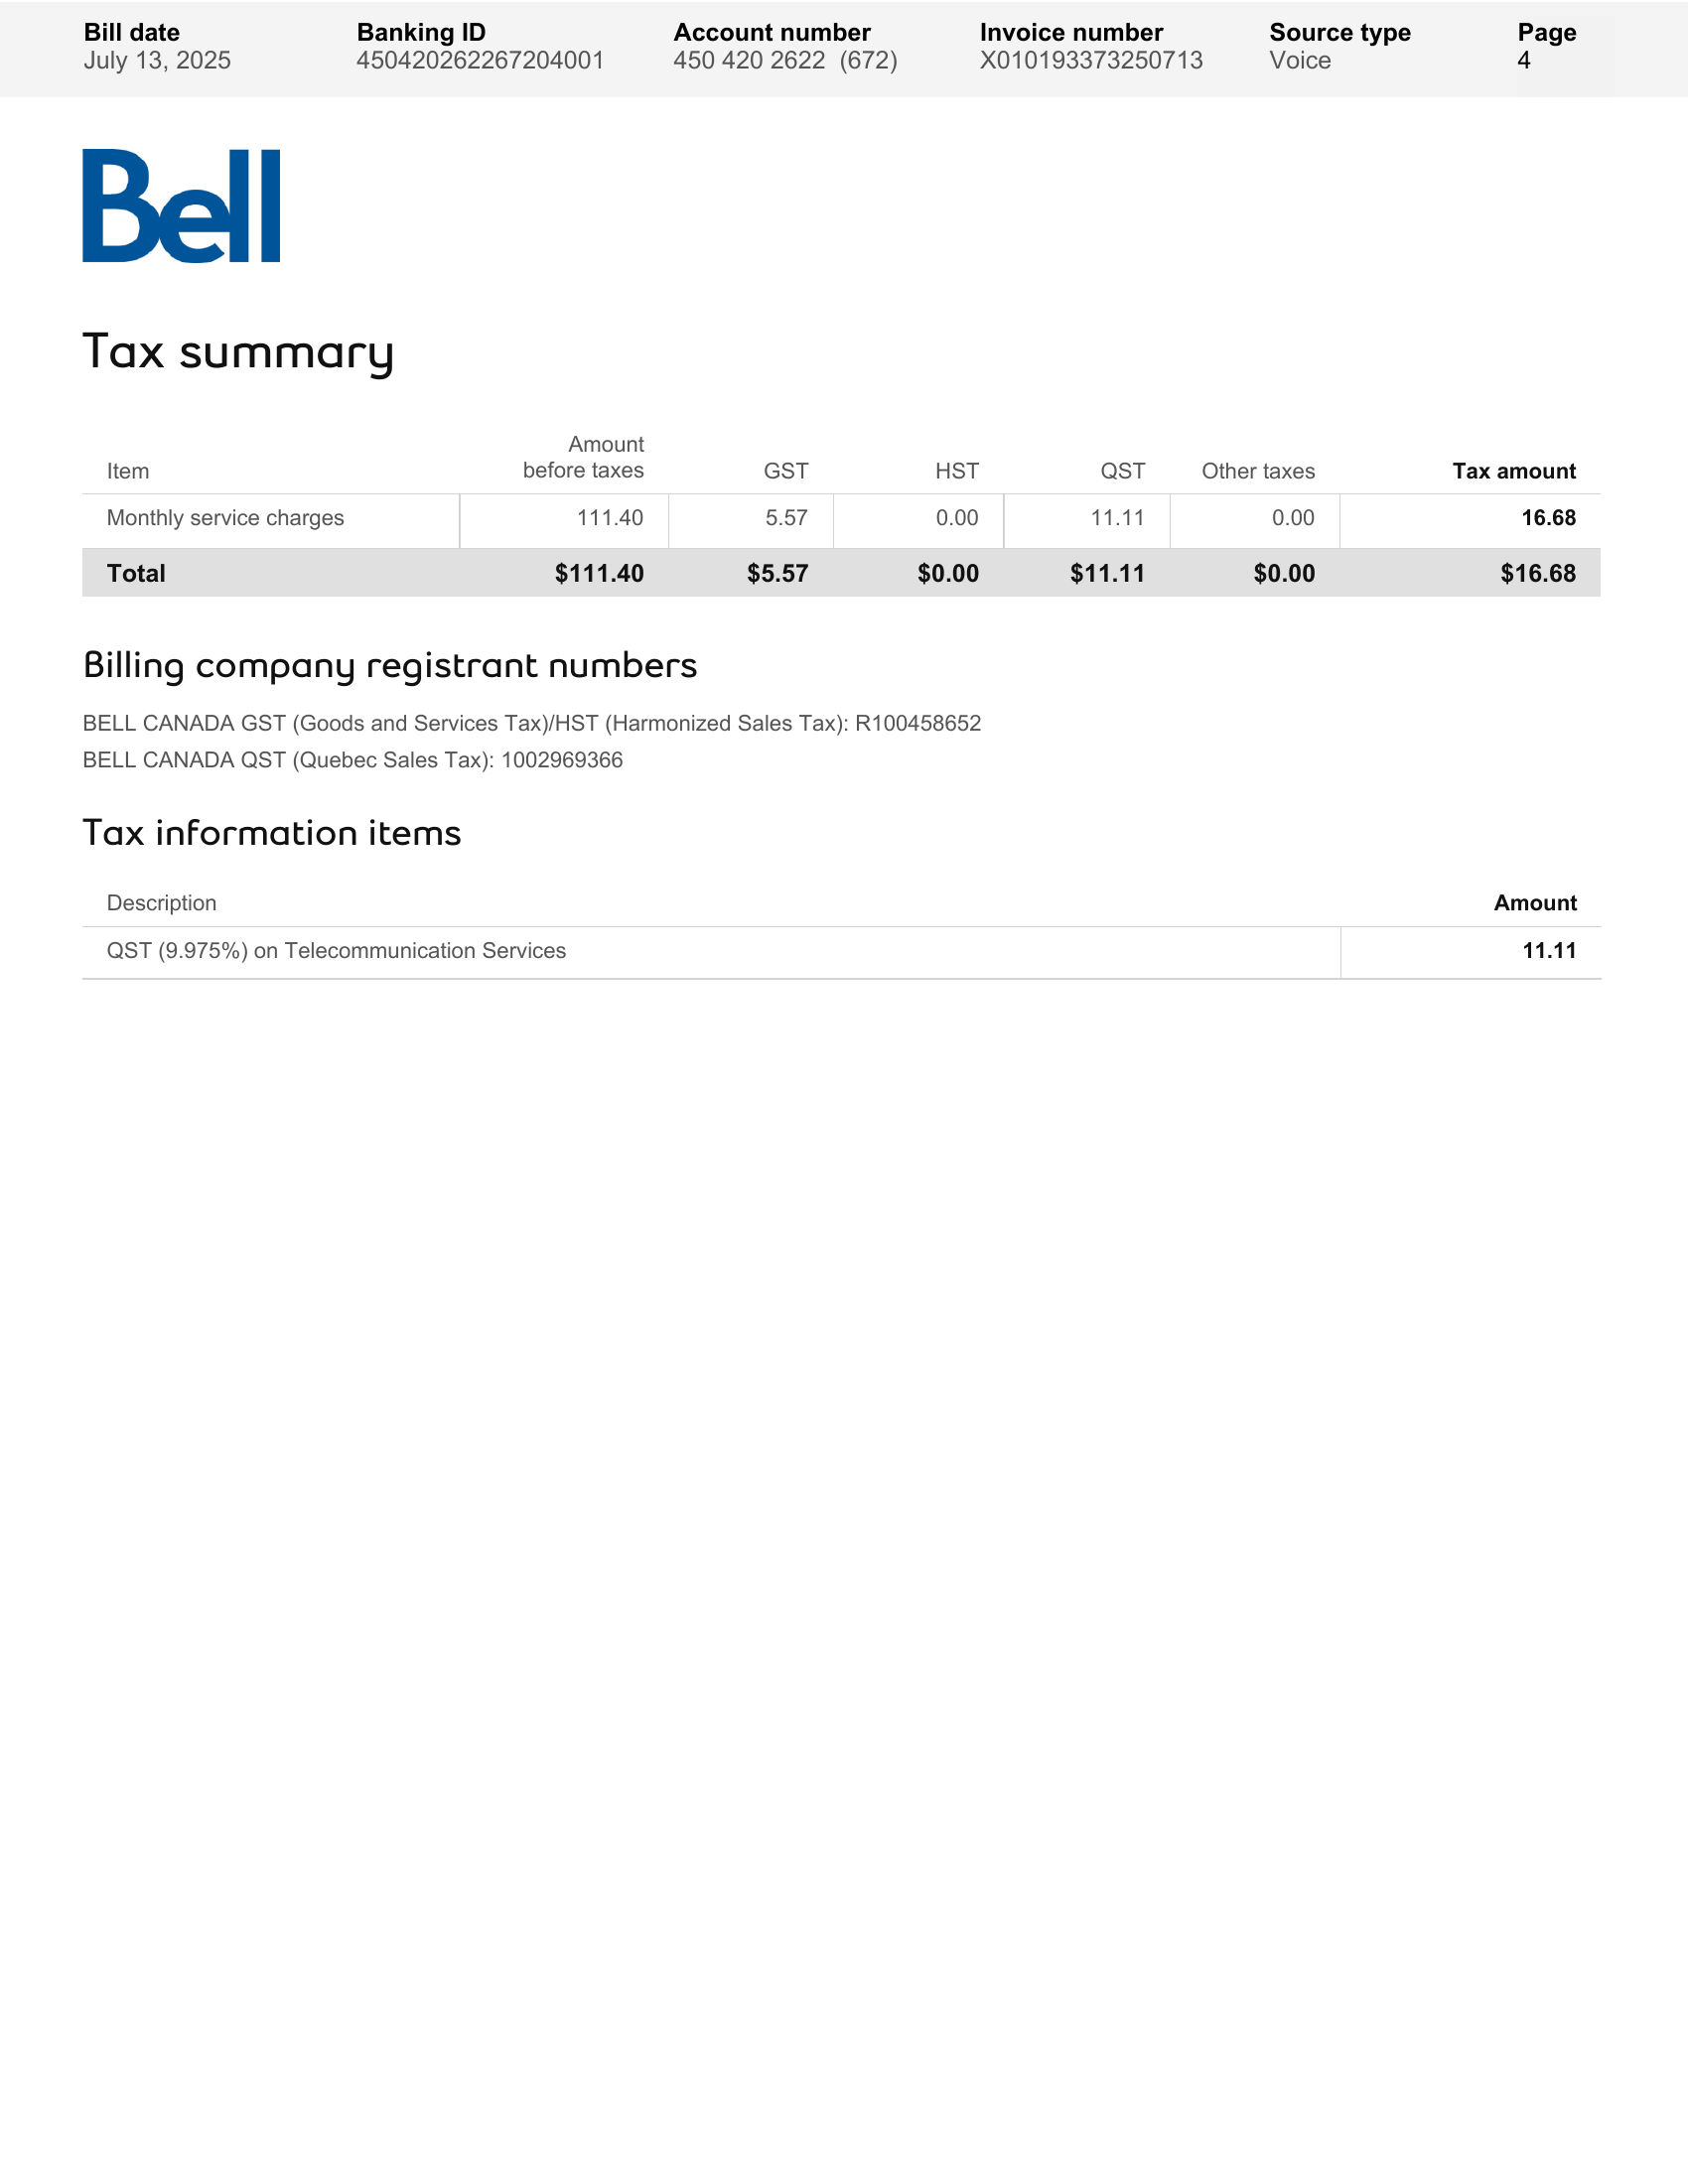 Bill date Banking ID Account number Invoice number Source type Page
July 13, 2025 450420262267204001 450 420 2622 (672) X010193373250713 Voice 4
Bell
Tax summary
Amount
Item before taxes GST HST QST Other taxes Tax amount
Monthly service charges 111.40 5.57 0.00 11.11 0.00 16.68
Total $111.40 $5.57 $0.00 $11.11 $0.00 $16.68
Billing company registrant numbers
BELL CANADA GST (Goods and Services Tax)/HST (Harmonized Sales Tax): R100458652
BELL CANADA QST (Quebec Sales Tax): 1002969366
Tax information items
Description Amount
QST (9.975%) on Telecommunication Services 11.11